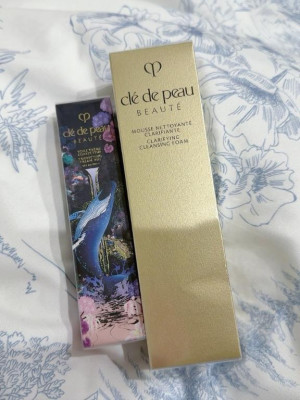 clé de peau
BEAUTÉ
clé de peau
BEAUTÉ
MOUSSE NETTOYANTE
CLARIFIANTE
CLARIFYING
CLEANSING FOAM